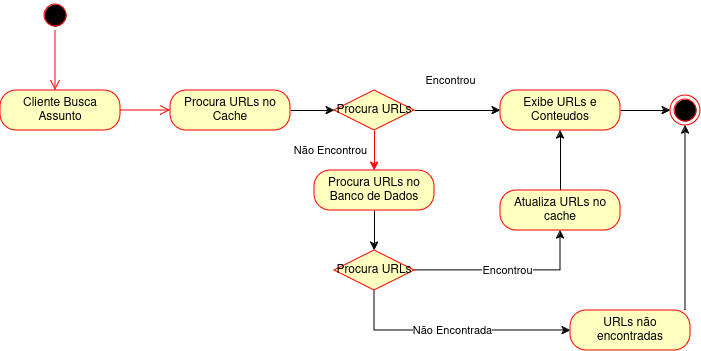 Encontrou
Cliente Busca
Assunto
Procura URLs no
Cache
Procura URLs
Exibe URLs e
Conteudos
Não Encontrou
Procura URLs no
Banco de Dados
Atualiza URLs no
cache
Procura URLs
Encontrou
Não Encontrada
URLs não
encontradas